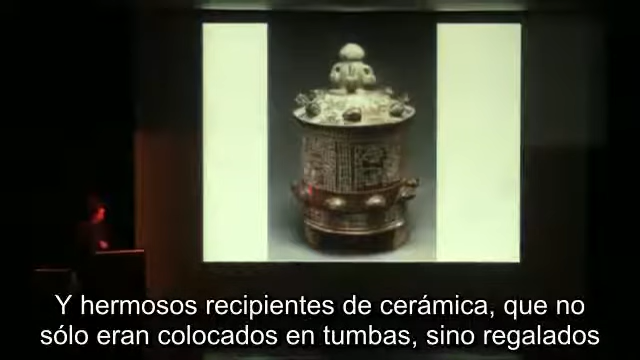 Y hermosos recipientes de cerámica, que no
sólo eran colocados en tumbas, sino regalados